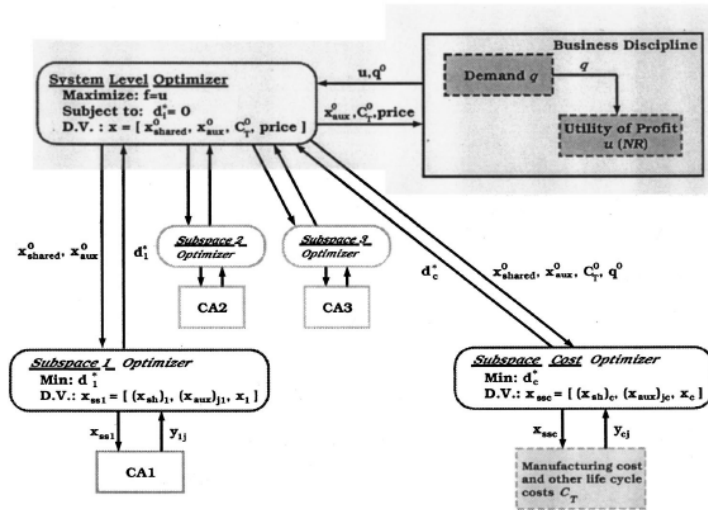 Business Discipline
Demand q
q
Utility of Profit
u (NR)
u,q⁰
x⁰aux, C⁰T, price
System Level Optimizer
Maximize: f=u
Subject to: d*i = 0
D.V. : x = [ x⁰shared, x⁰aux, C⁰T, price ]
x⁰shared, x⁰aux
d*1
Subspace 2
Optimizer
CA2
Subspace 3
Optimizer
CA3
d*c
x⁰shared, x⁰aux, C⁰T, q⁰
Subspace 1 Optimizer
Min: d*1
D.V.: xss1 = [ (xsh)1, (xaux)j1, x1 ]
xss1
y1j
CA1
Subspace Cost Optimizer
Min: d*c
D.V.: xssc = [ (xsh)c, (xaux)jc, xc ]
xssc
ycj
Manufacturing cost
and other life cycle
costs CT